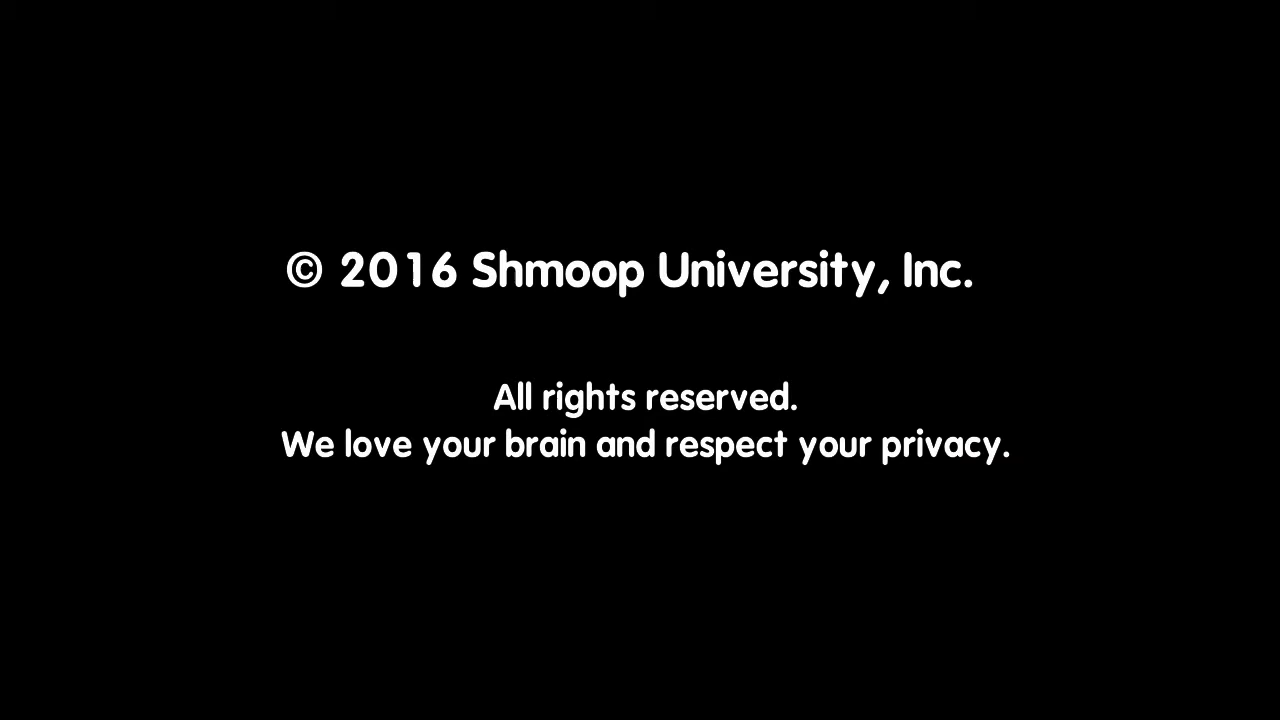 © 2016 Shmoop University, Inc.
All rights reserved.
We love your brain and respect your privacy.